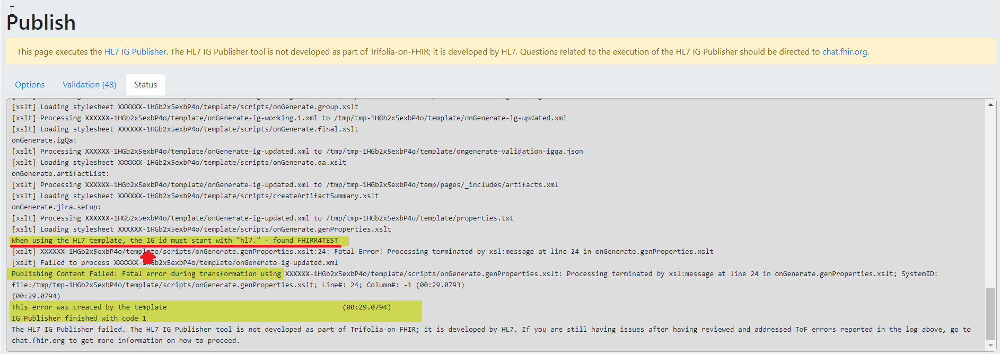 Publish
This page executes the HL7 IG Publisher. The HL7 IG Publisher tool is not developed as part of Trifolia-on-FHIR; it is developed by HL7. Questions related to the execution of the HL7 IG Publisher should be directed to chat.fhir.org.
Options Validation (48) Status
[xslt] Loading stylesheet XXXXXX-1HGb2x5exbP4o/template/scripts/onGenerate.group.xslt
[xslt] Processing XXXXXX-1HGb2x5exbP4o/template/onGenerate-ig-working.1.xml to /tmp/tmp-1HGb2x5exbP4o/template/onGenerate-ig-updated.xml
[xslt] Loading stylesheet XXXXXX-1HGb2x5exbP4o/template/scripts/onGenerate.final.xslt
onGenerate.igQa:
[xslt] Processing XXXXXX-1HGb2x5exbP4o/template/onGenerate-ig-updated.xml to /tmp/tmp-1HGb2x5exbP4o/template/ongenerate-validation-igqa.json
[xslt] Loading stylesheet XXXXXX-1HGb2x5exbP4o/template/scripts/onGenerate.qa.xslt
onGenerate.artifactList:
[xslt] Processing XXXXXX-1HGb2x5exbP4o/template/onGenerate-ig-updated.xml to /tmp/tmp-1HGb2x5exbP4o/temp/pages/_includes/artifacts.xml
[xslt] Loading stylesheet XXXXXX-1HGb2x5exbP4o/template/scripts/createArtifactSummary.xslt
onGenerate.jira.setup:
[xslt] Processing XXXXXX-1HGb2x5exbP4o/template/onGenerate-ig-updated.xml to /tmp/tmp-1HGb2x5exbP4o/template/properties.txt
[xslt] Loading stylesheet XXXXXX-1HGb2x5exbP4o/template/scripts/onGenerate.genProperties.xslt
When using the HL7 template, the IG id must start with "hl7." - found FHIRR4TEST
[xslt] XXXXXX-1HGb2x5exbP4o/template/scripts/onGenerate.genProperties.xslt:24: Fatal Error! Processing terminated by xsl:message at line 24 in onGenerate.genProperties.xslt
[xslt] Failed to process XXXXXX-1HGb2x5exbP4o/template/onGenerate-ig-updated.xml
Publishing Content Failed: Fatal error during transformation using XXXXXX-1HGb2x5exbP4o/template/scripts/onGenerate.genProperties.xslt: Processing terminated by xsl:message at line 24 in onGenerate.genProperties.xslt; SystemID:
file:/tmp/tmp-1HGb2x5exbP4o/template/scripts/onGenerate.genProperties.xslt; Line#: 24; Column#: -1 (00:29.0793)
(00:29.0794)
This error was created by the template (00:29.0794)
IG Publisher finished with code 1
The HL7 IG Publisher failed. The HL7 IG Publisher tool is not developed as part of Trifolia-on-FHIR; it is developed by HL7. If you are still having issues after having reviewed and addressed ToF errors reported in the log above, go to
chat.fhir.org to get more information on how to proceed.